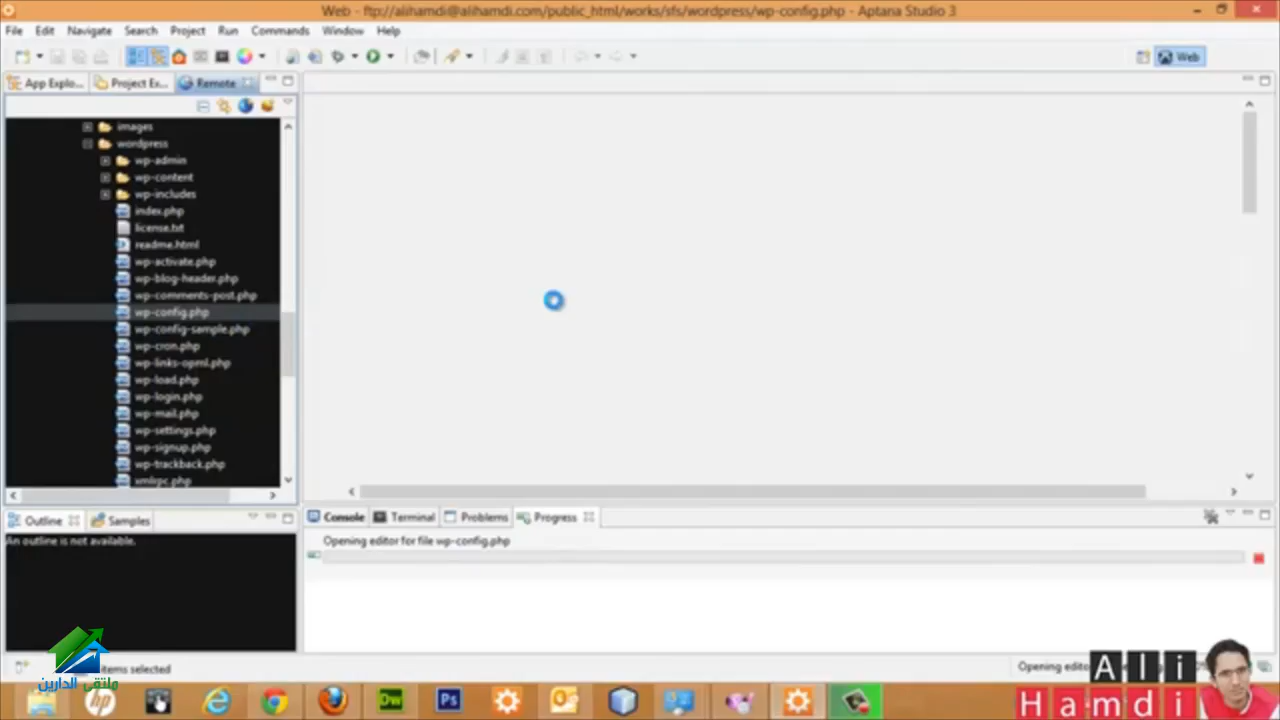 Web - ftp://alihamdi@alihamdi.com/public_html/works/sfs/wordpress/wp-config.php - Aptana Studio 3
File Edit Navigate Search Project Run Commands Window Help
Web
App Explo... Project Ex... Remote
images
wordpress
wp-admin
wp-content
wp-includes
index.php
license.txt
readme.html
wp-activate.php
wp-blog-header.php
wp-comments-post.php
wp-config.php
wp-config-sample.php
wp-cron.php
wp-links-opml.php
wp-load.php
wp-login.php
wp-mail.php
wp-settings.php
wp-signup.php
wp-trackback.php
xmlrpc.php
Outline Samples
An outline is not available.
Console Terminal Problems Progress
Opening editor for file wp-config.php
items selected
Opening edito
ملتقى الدارين
Ali
Hamdi
hp
Dw
Ps